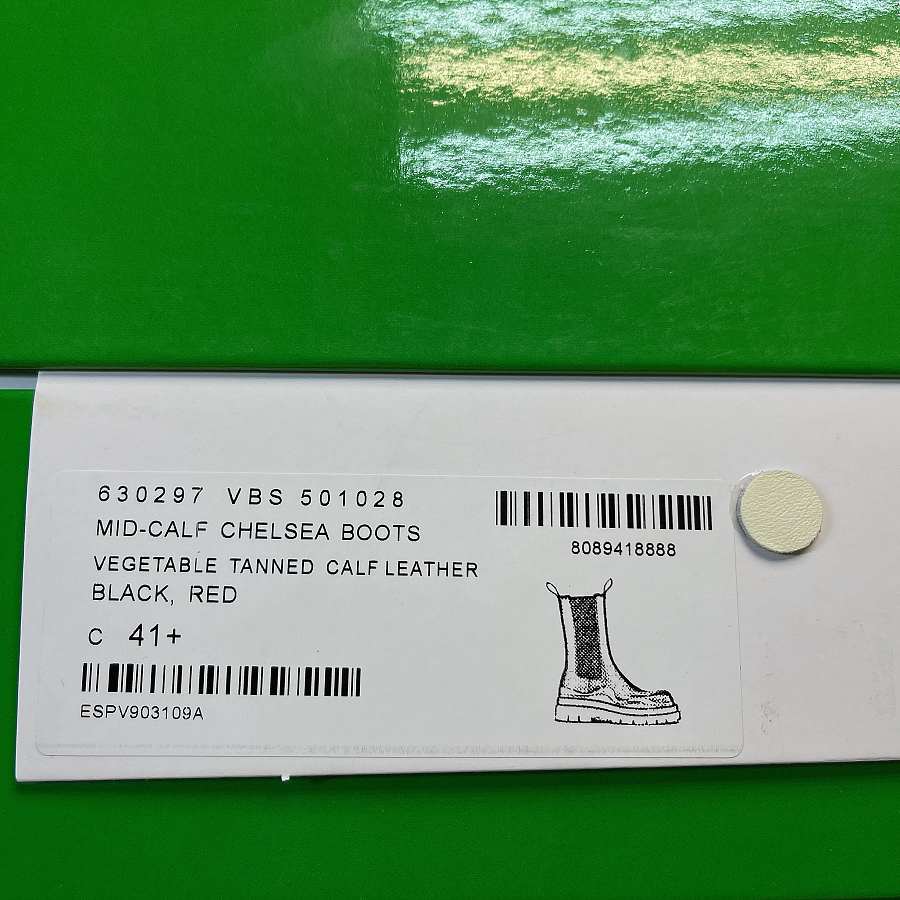 630297 VBS 501028
MID-CALF CHELSEA BOOTS
VEGETABLE TANNED CALF LEATHER
BLACK, RED
C 41+
ESPV903109A
8089418888